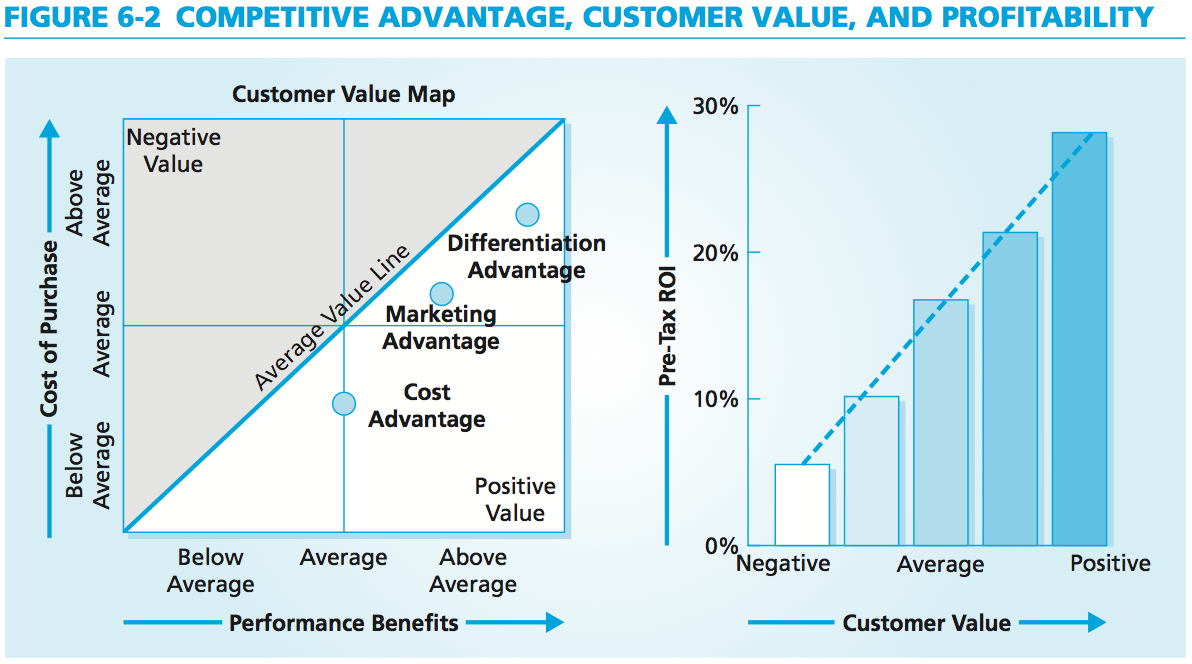 FIGURE 6-2 COMPETITIVE ADVANTAGE, CUSTOMER VALUE, AND PROFITABILITY
Customer Value Map
Negative
Value
Cost of Purchase
Above
Average
Average
Below
Average
Average Value Line
Differentiation
Advantage
Marketing
Advantage
Cost
Advantage
Positive
Value
Below
Average
Average
Above
Average
Performance Benefits
Pre-Tax ROI
30%
20%
10%
0%
Negative
Average
Positive
Customer Value